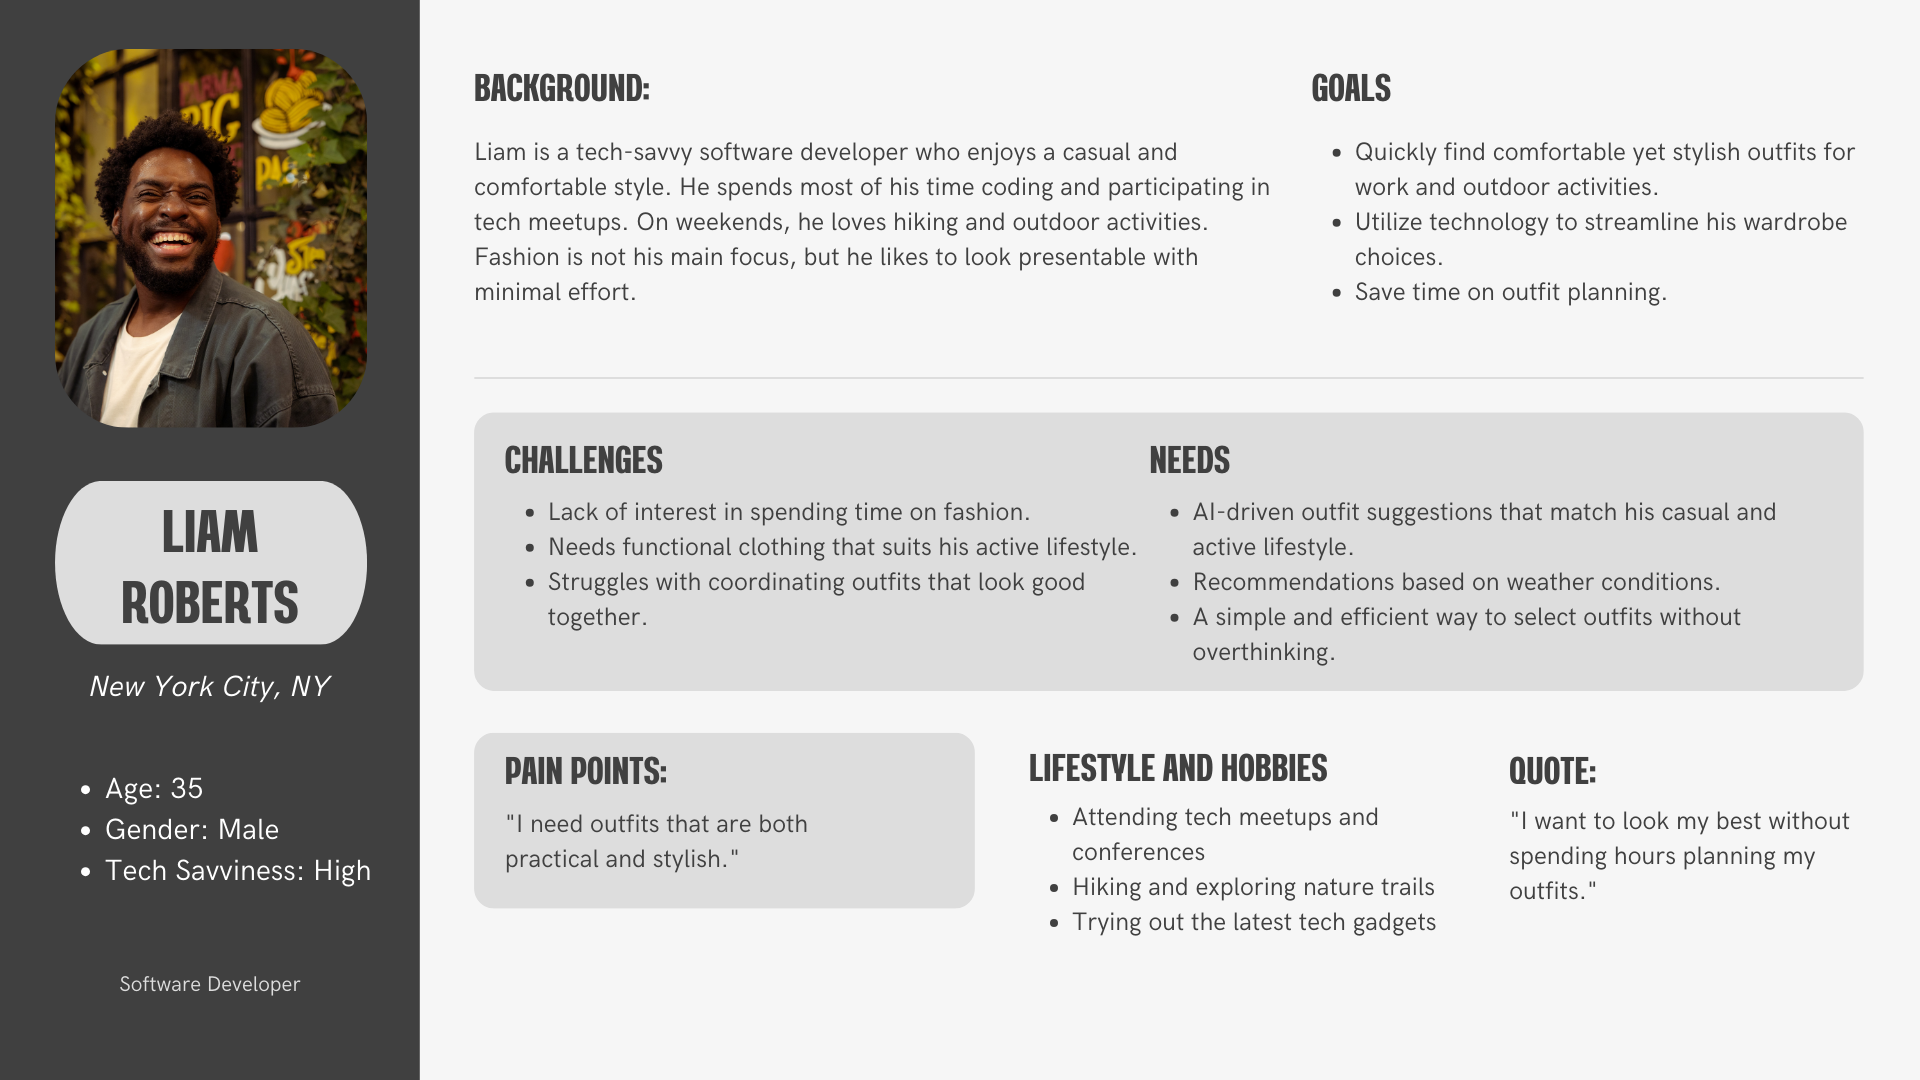 LIAM
ROBERTS
New York City, NY
Age: 35
Gender: Male
Tech Savviness: High
Software Developer
BACKGROUND:
Liam is a tech-savvy software developer who enjoys a casual and
comfortable style. He spends most of his time coding and participating in
tech meetups. On weekends, he loves hiking and outdoor activities.
Fashion is not his main focus, but he likes to look presentable with
minimal effort.
GOALS
Quickly find comfortable yet stylish outfits for
work and outdoor activities.
Utilize technology to streamline his wardrobe
choices.
Save time on outfit planning.
CHALLENGES
Lack of interest in spending time on fashion.
Needs functional clothing that suits his active lifestyle.
Struggles with coordinating outfits that look good
together.
NEEDS
AI-driven outfit suggestions that match his casual and
active lifestyle.
Recommendations based on weather conditions.
A simple and efficient way to select outfits without
overthinking.
PAIN POINTS:
"I need outfits that are both
practical and stylish."
LIFESTYLE AND HOBBIES
Attending tech meetups and
conferences
Hiking and exploring nature trails
Trying out the latest tech gadgets
QUOTE:
"I want to look my best without
spending hours planning my
outfits."